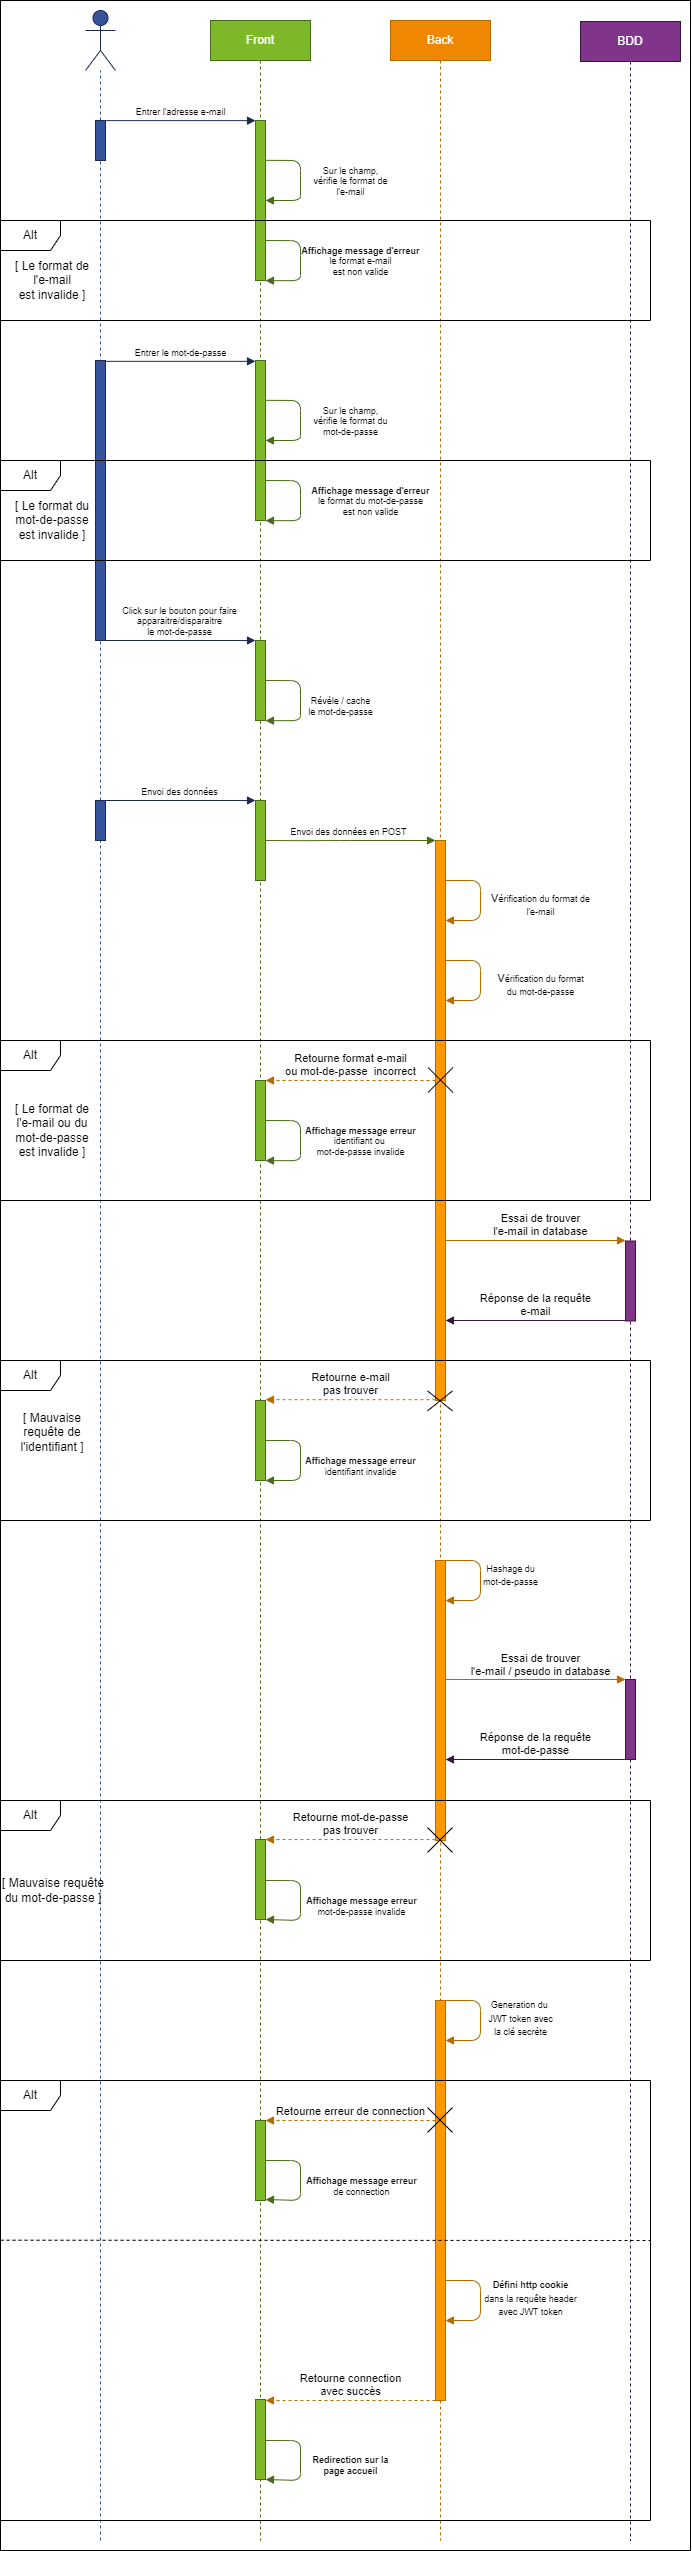 Front
Back
BDD
Entrer l'adresse e-mail
Sur le champ,
vérifie le format de
l'e-mail
Alt
[ Le format de
l'e-mail
est invalide ]
Affichage message d'erreur
le format e-mail
est non valide
Entrer le mot-de-passe
Sur le champ,
vérifie le format du
mot-de-passe
Alt
[ Le format du
mot-de-passe
est invalide ]
Affichage message d'erreur
le format du mot-de-passe
est non valide
Click sur le bouton pour faire
apparaitre/disparaitre
le mot-de-passe
Révèle / cache
le mot-de-passe
Envoi des données
Envoi des données en POST
Vérification du format de
l'e-mail
Vérification du format
du mot-de-passe
Alt
[ Le format de
l'e-mail ou du
mot-de-passe
est invalide ]
Retourne format e-mail
ou mot-de-passe incorrect
Affichage message erreur
identifiant ou
mot-de-passe invalide
Essai de trouver
l'e-mail in database
Réponse de la requête
e-mail
Alt
[ Mauvaise
requête de
l'identifiant ]
Retourne e-mail
pas trouver
Affichage message erreur
identifiant invalide
Hashage du
mot-de-passe
Essai de trouver
l'e-mail / pseudo in database
Réponse de la requête
mot-de-passe
Alt
[ Mauvaise requête
du mot-de-passe ]
Retourne mot-de-passe
pas trouver
Affichage message erreur
mot-de-passe invalide
Generation du
JWT token avec
la clé secrète
Alt
Retourne erreur de connection
Affichage message erreur
de connection
Défini http cookie
dans la requête header
avec JWT token
Retourne connection
avec succès
Redirection sur la
page accueil